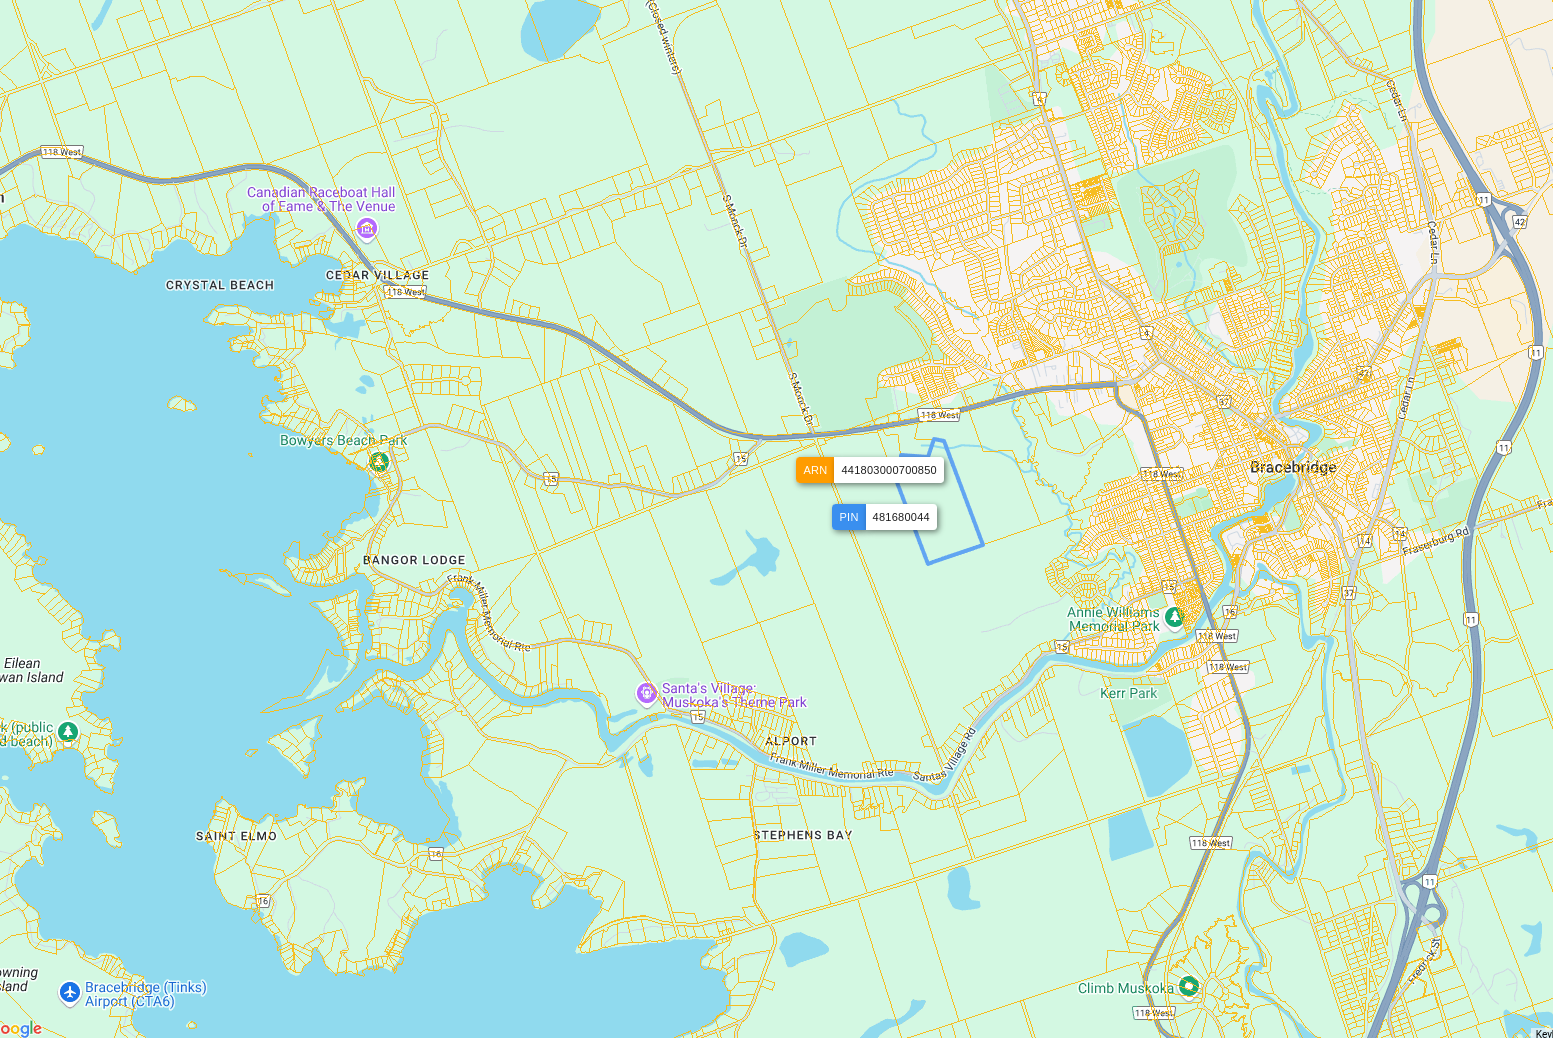 (Closed winters)
4
Cedar Ln
118 West
Canadian Raceboat Hall
of Fame & The Venue
S Monck Dr
11
42
Cedar Ln
CEDAR VILLAGE
CRYSTAL BEACH
118 West
4
11
37
37
Cedar Ln
S Monck Dr
118 West
Bowyers Beach Park
15
11
Bracebridge
ARN 441803000700850
118 West
15
PIN 481680044
Fra
14
14
Fraserburg Rd
BANGOR LODGE
Frank Miller Memorial Rte
15
37
Annie Williams
Memorial Park
16
11
118 West
15
Eilean
wan Island
118 West
Santa's Village:
Muskoka's Theme Park
Kerr Park
15
k (public
d beach)
ALPORT
Frank Miller Memorial Rte
Santas Village Rd
SAINT ELMO
STEPHENS BAY
118 West
16
11
16
Fredrick St
owning
sland
Bracebridge (Tinks)
Airport (CTA6)
Climb Muskoka
118 West
oogle
Key